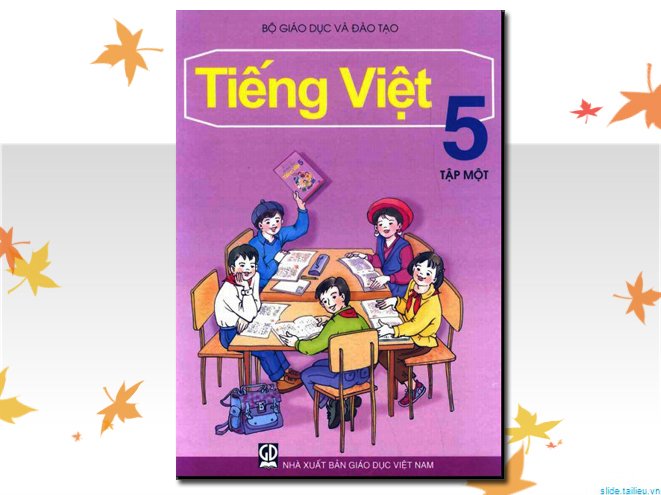 BỘ GIÁO DỤC VÀ ĐÀO TẠO
Tiếng Việt
5
TẬP MỘT
NHÀ XUẤT BẢN GIÁO DỤC VIỆT NAM
slide.tailieu.vn